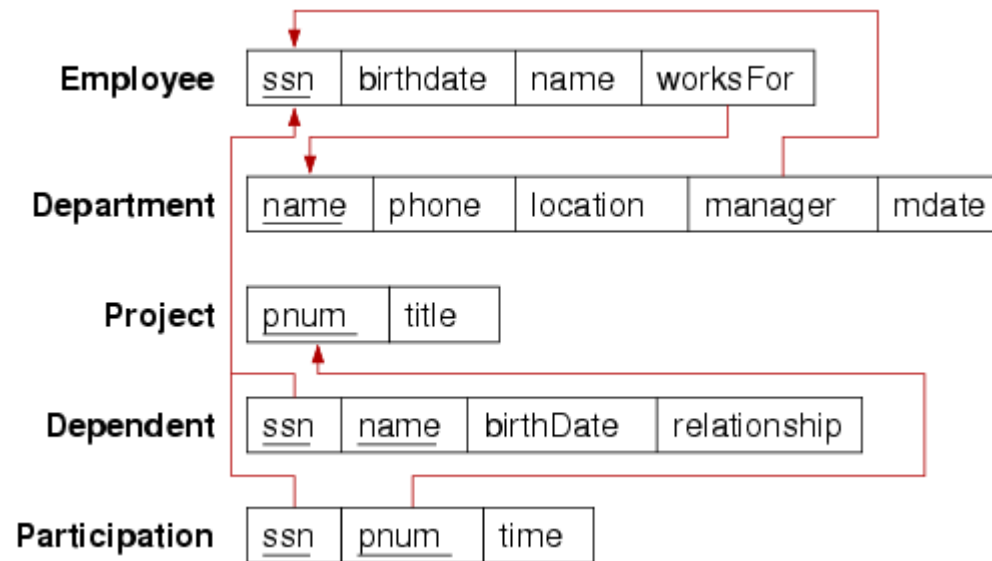 Employee ssn birthdate name worksFor
Department name phone location manager mdate
Project pnum title
Dependent ssn name birthDate relationship
Participation ssn pnum time